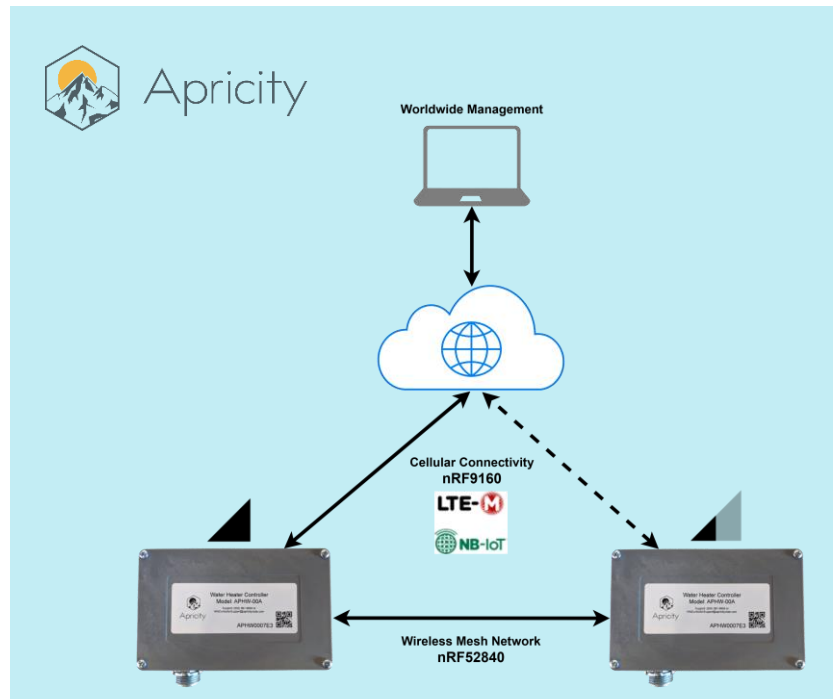 Apricity
Worldwide Management
Cellular Connectivity
nRF9160
LTE-M
NB-IoT
Water Heater Controller
Model: APHW-00A
Apricity
APHW0007E3
Water Heater Controller
Model: APHW-00A
Apricity
APHW0007E3
Wireless Mesh Network
nRF52840